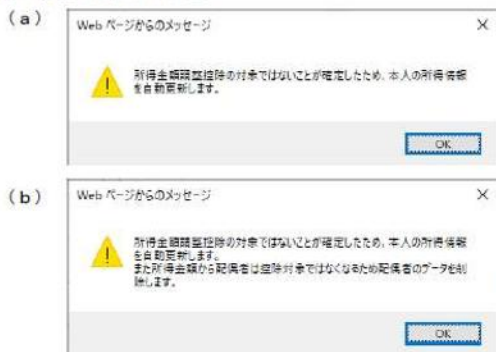 (a)
Web ページからのメッセージ
所得金額調整控除の対象ではないことが確定したため、本人の所得情報
を自動更新します。
OK
(b)
Web ページからのメッセージ
所得金額調整控除の対象ではないことが確定したため、本人の所得情報
を自動更新します。
また所得金額から配偶者は控除対象ではなくなるため配偶者のデータを削
除します。
OK